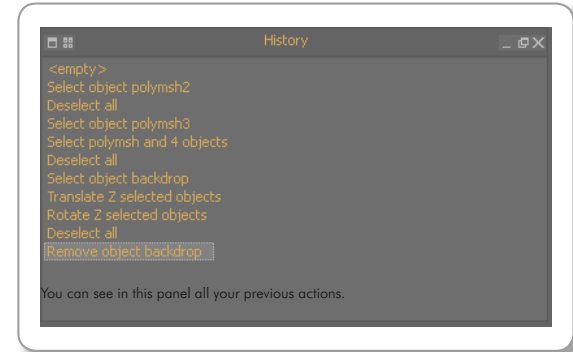 History
<empty>
Select object polymsh2
Deselect all
Select object polymsh3
Select polymsh and 4 objects
Deselect all
Select object backdrop
Translate Z selected objects
Rotate Z selected objects
Deselect all
Remove object backdrop
You can see in this panel all your previous actions.